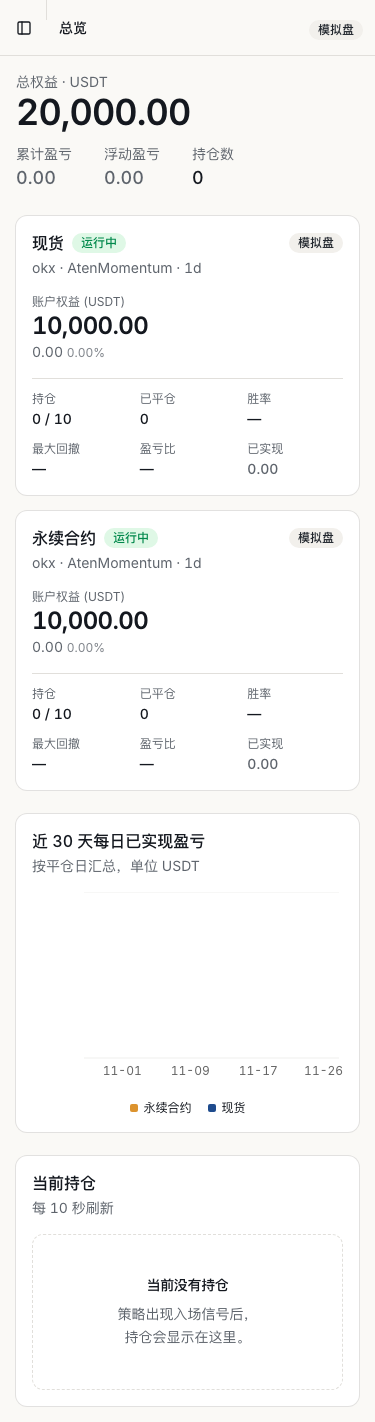 总览
模拟盘
总权益 · USDT
20,000.00
累计盈亏 浮动盈亏 持仓数
0.00 0.00 0
现货 运行中 模拟盘
okx · AtenMomentum · 1d
账户权益 (USDT)
10,000.00
0.00 0.00%
持仓 已平仓 胜率
0 / 10 0 —
最大回撤 盈亏比 已实现
— — 0.00
永续合约 运行中 模拟盘
okx · AtenMomentum · 1d
账户权益 (USDT)
10,000.00
0.00 0.00%
持仓 已平仓 胜率
0 / 10 0 —
最大回撤 盈亏比 已实现
— — 0.00
近 30 天每日已实现盈亏
按平仓日汇总，单位 USDT
11-01 11-09 11-17 11-26
永续合约 现货
当前持仓
每 10 秒刷新
当前没有持仓
策略出现入场信号后，
持仓会显示在这里。